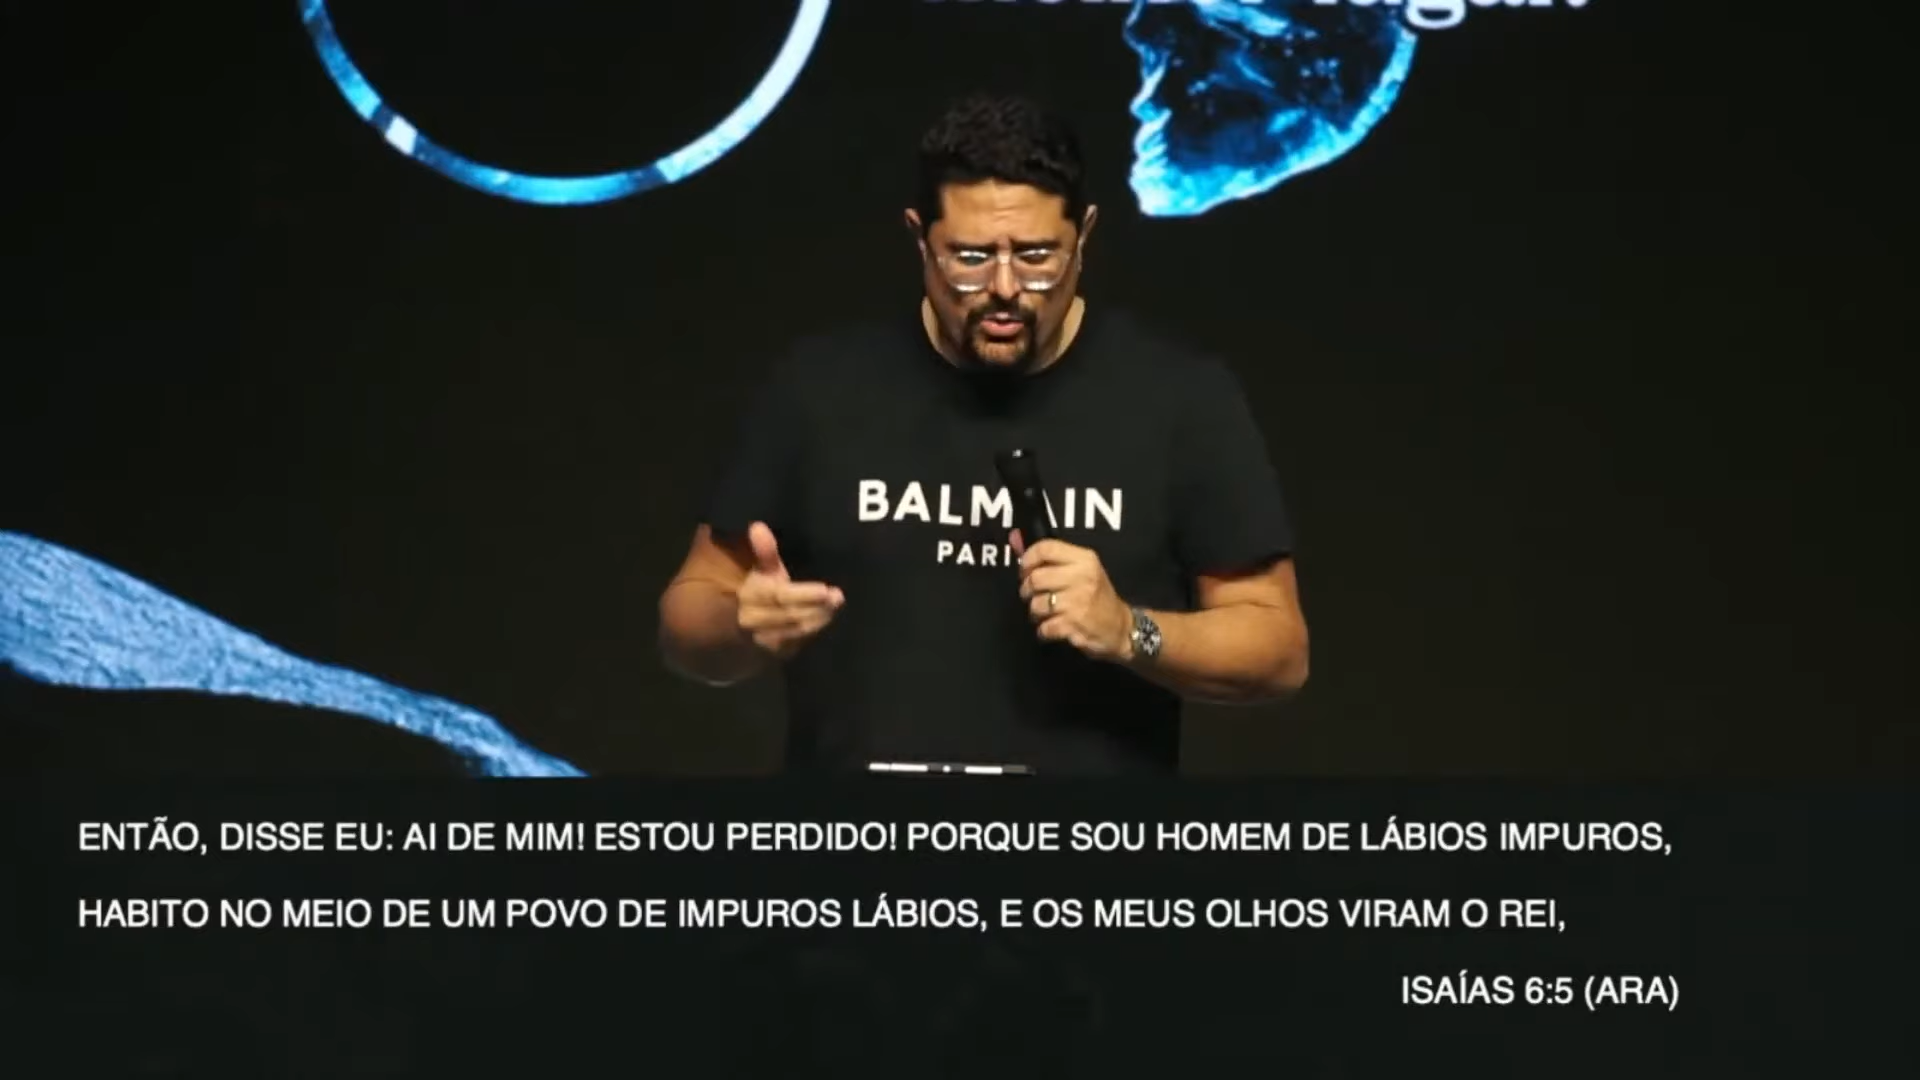 BALMAIN
PARIS
ENTÃO, DISSE EU: AI DE MIM! ESTOU PERDIDO! PORQUE SOU HOMEM DE LÁBIOS IMPUROS,
HABITO NO MEIO DE UM POVO DE IMPUROS LÁBIOS, E OS MEUS OLHOS VIRAM O REI,
ISAÍAS 6:5 (ARA)